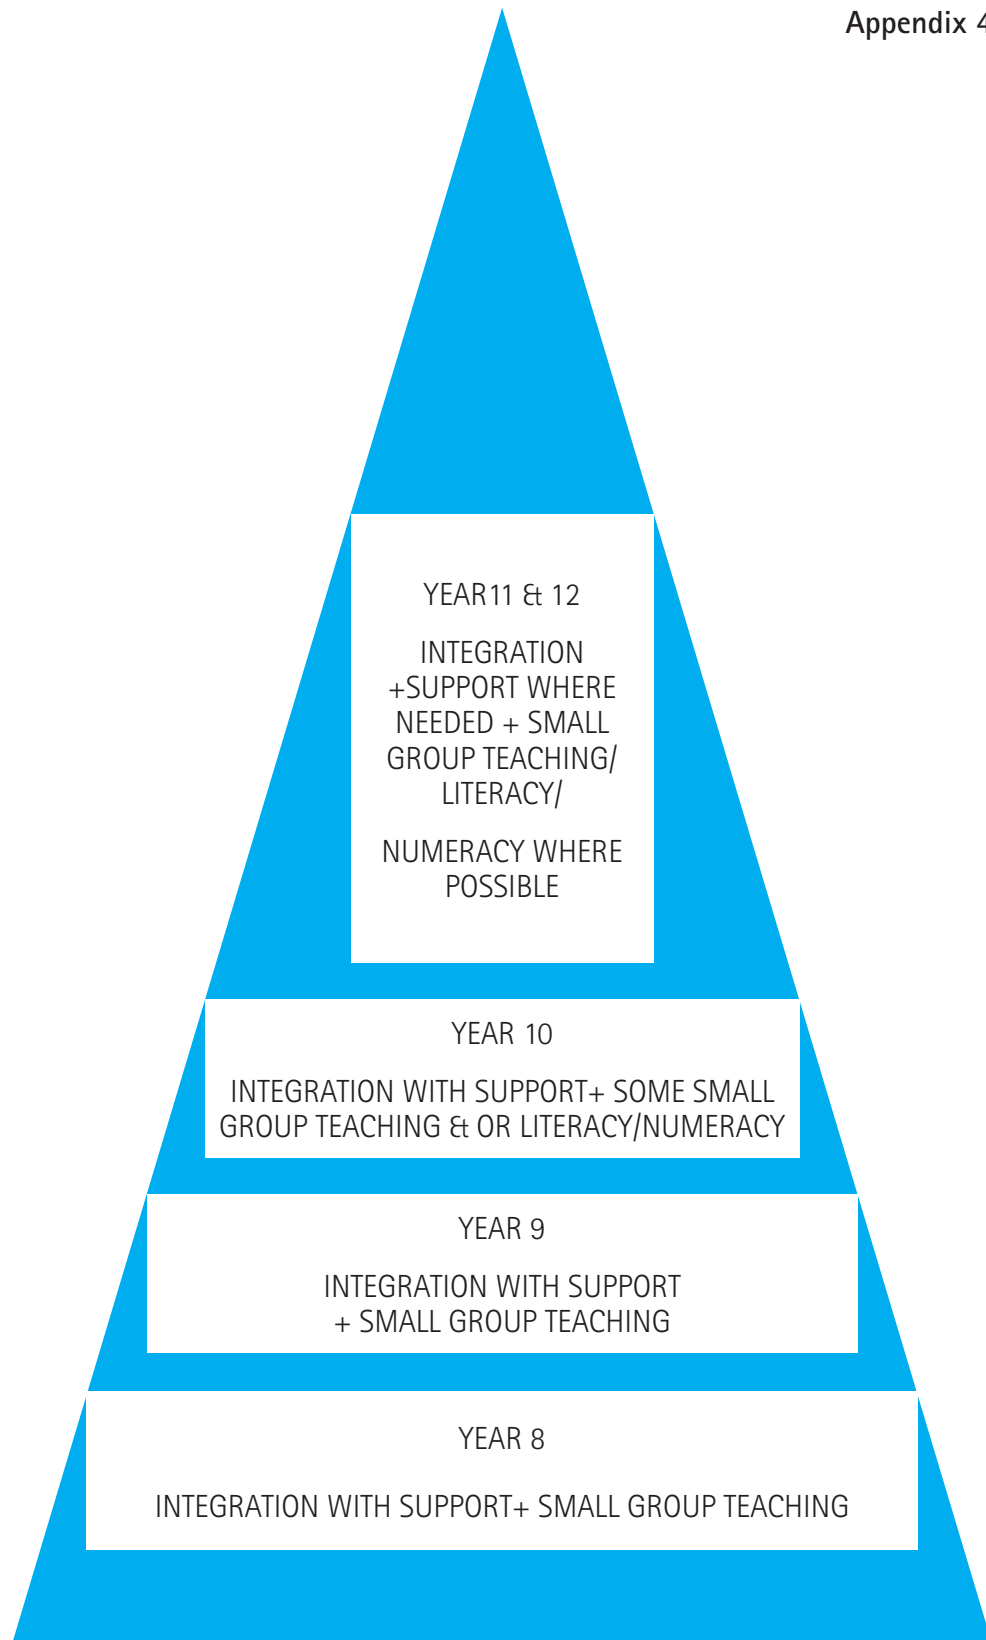 Appendix 4
YEAR11 & 12
INTEGRATION
+SUPPORT WHERE
NEEDED + SMALL
GROUP TEACHING/
LITERACY/
NUMERACY WHERE
POSSIBLE
YEAR 10
INTEGRATION WITH SUPPORT+ SOME SMALL
GROUP TEACHING & OR LITERACY/NUMERACY
YEAR 9
INTEGRATION WITH SUPPORT
+ SMALL GROUP TEACHING
YEAR 8
INTEGRATION WITH SUPPORT+ SMALL GROUP TEACHING